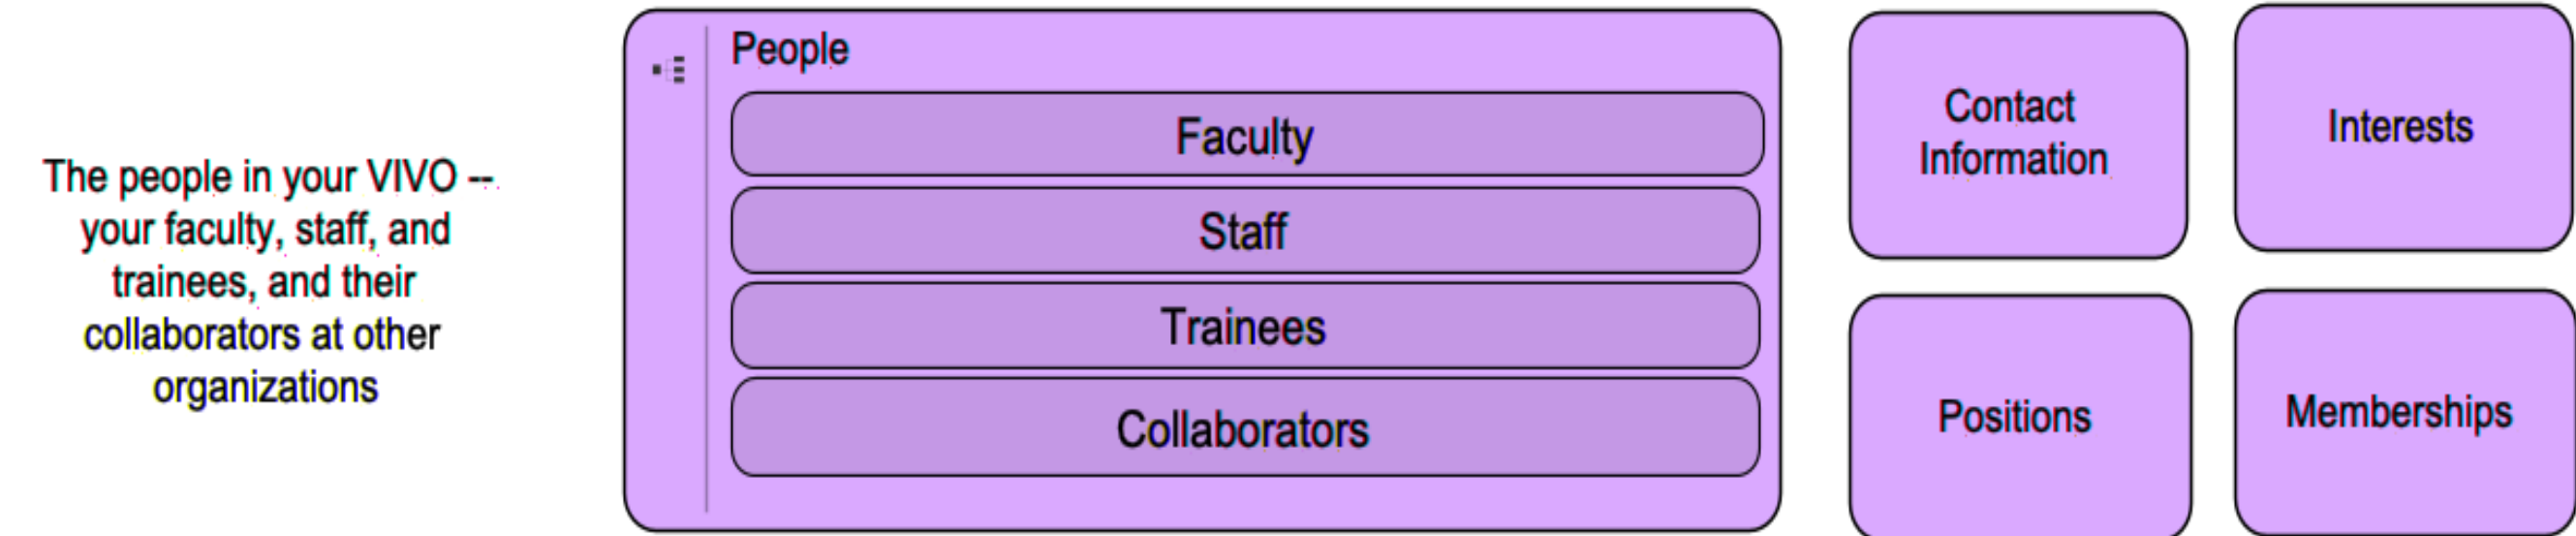 The people in your VIVO --
your faculty, staff, and
trainees, and their
collaborators at other
organizations
People
Faculty
Staff
Trainees
Collaborators
Contact
Information
Interests
Positions
Memberships